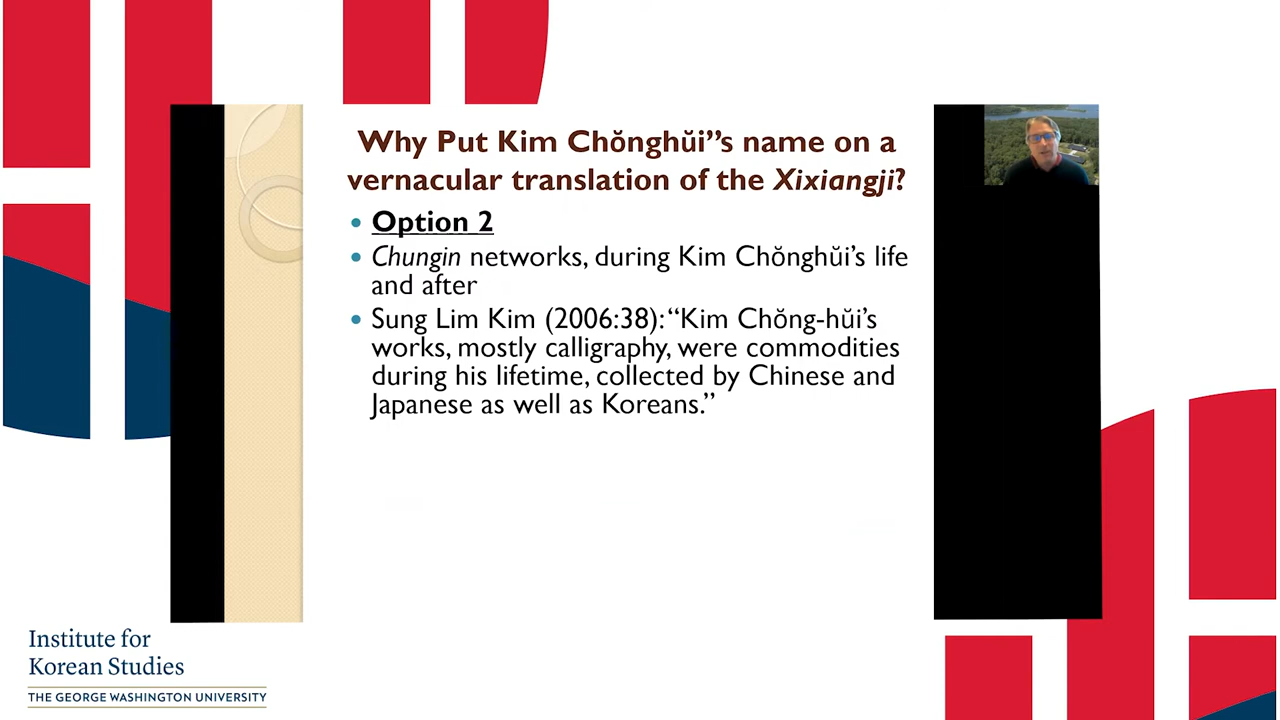 Why Put Kim Chŏnghŭi”s name on a
vernacular translation of the Xixiangji?
• Option 2
• Chungin networks, during Kim Chŏnghŭi’s life
and after
• Sung Lim Kim (2006:38): “Kim Chŏng-hŭi’s
works, mostly calligraphy, were commodities
during his lifetime, collected by Chinese and
Japanese as well as Koreans.”
Institute for
Korean Studies
THE GEORGE WASHINGTON UNIVERSITY